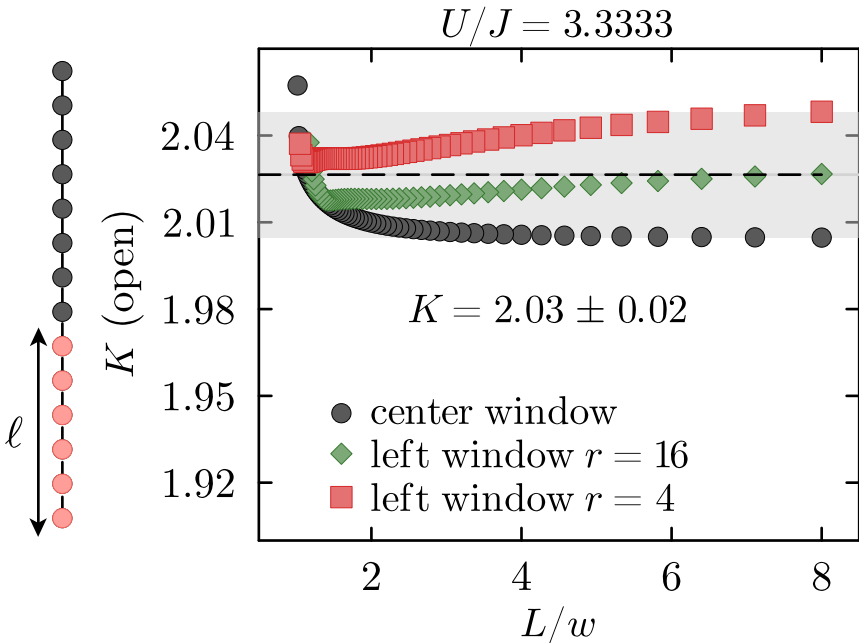 U/J = 3.3333
K (open)
2.04
2.01
1.98
1.95
1.92
K = 2.03 ± 0.02
center window
left window r = 16
left window r = 4
ℓ
2 4 6 8
L/w